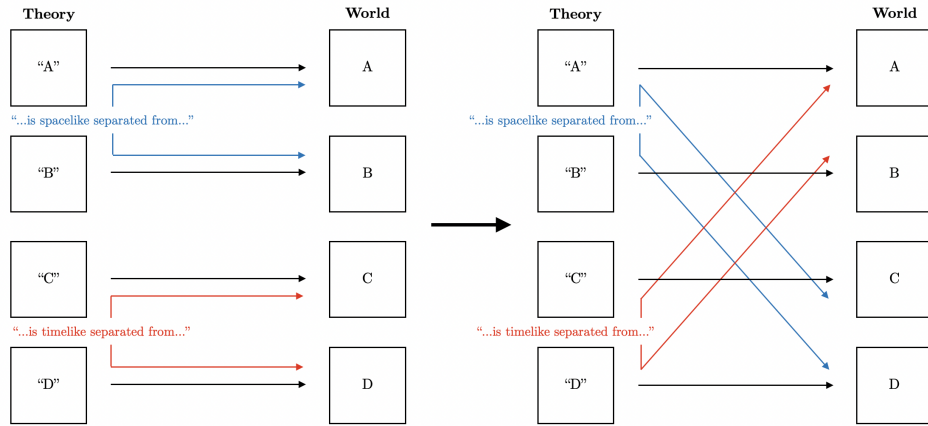 Theory World
“A” A
“...is spacelike separated from...”
“B” B
“C” C
“...is timelike separated from...”
“D” D
Theory World
“A” A
“...is spacelike separated from...”
“B” B
“C” C
“...is timelike separated from...”
“D” D